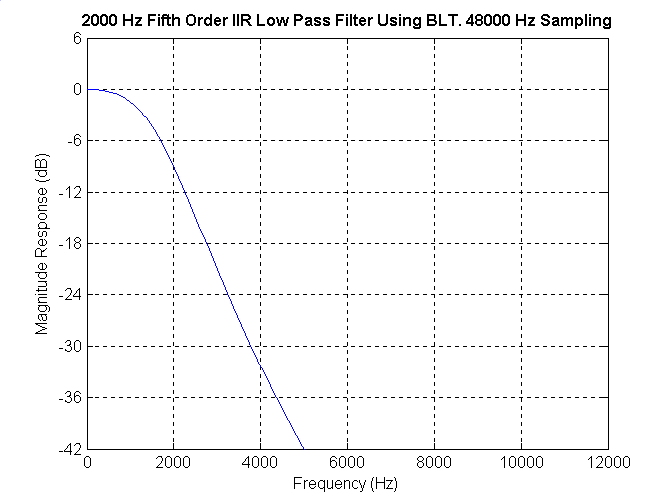 2000 Hz Fifth Order IIR Low Pass Filter Using BLT. 48000 Hz Sampling
6
0
-6
-12
-18
-24
-30
-36
-42
Magnitude Response (dB)
0 2000 4000 6000 8000 10000 12000
Frequency (Hz)